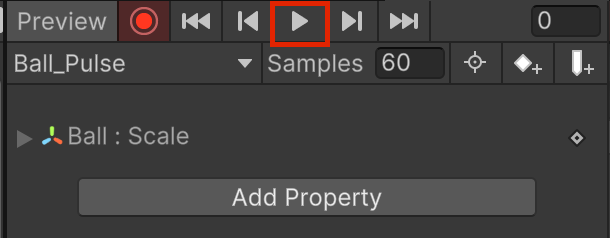 Preview 0
Ball_Pulse Samples 60
Ball : Scale
Add Property